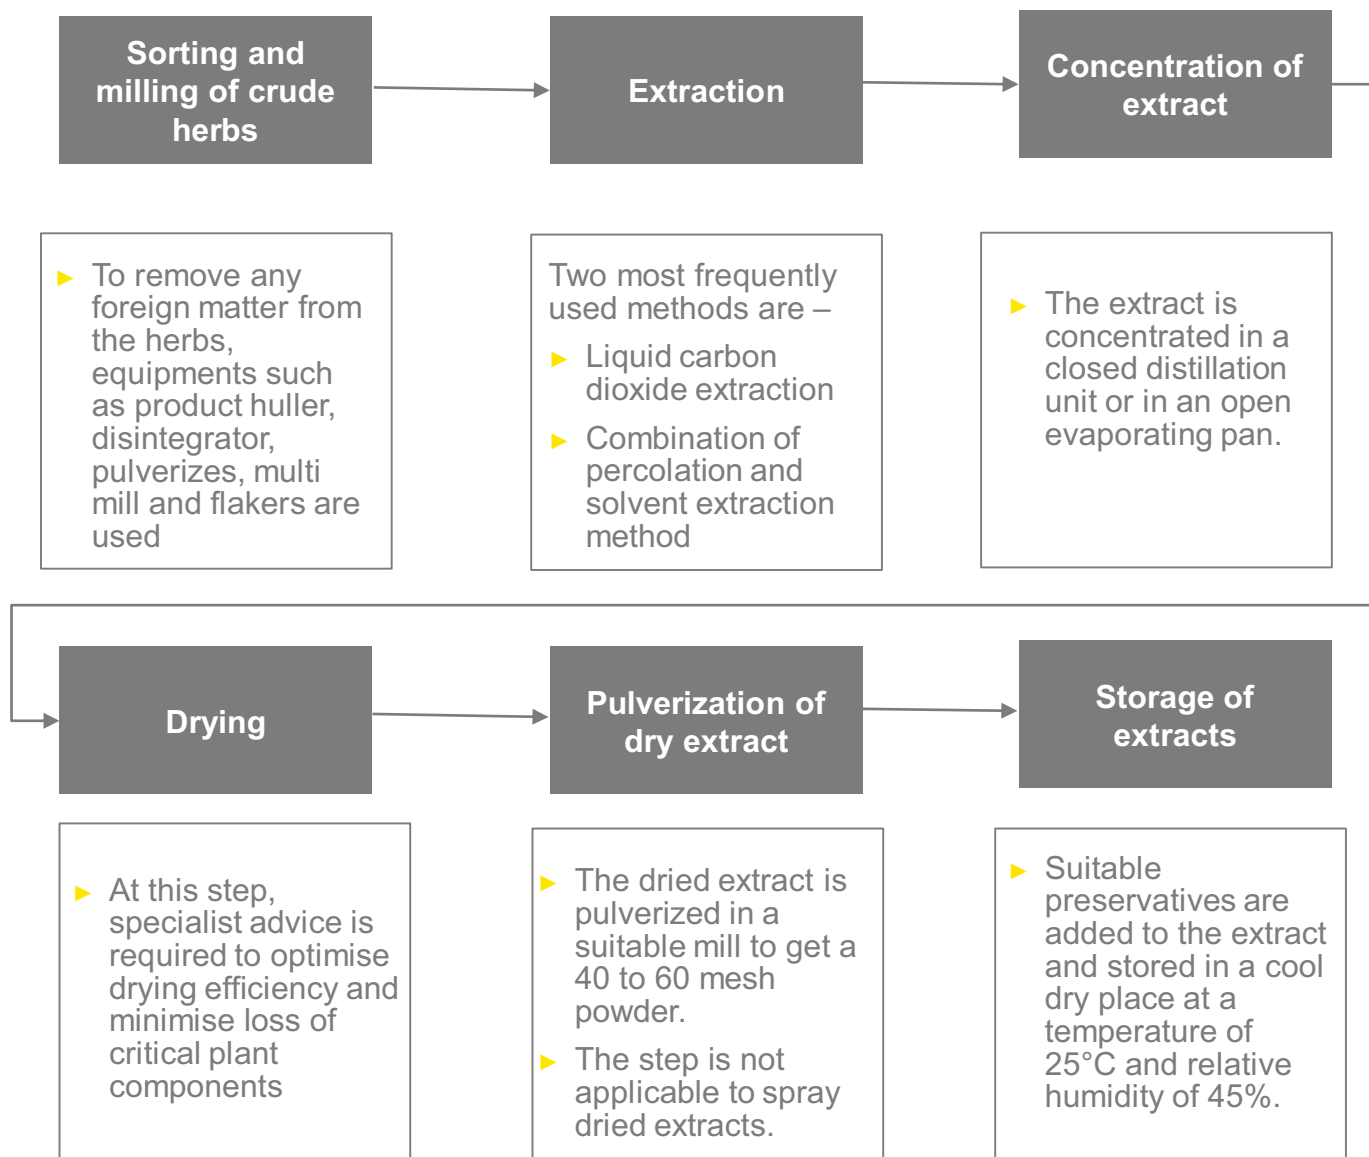 Sorting and
milling of crude
herbs
Extraction
Concentration of
extract
► To remove any
foreign matter from
the herbs,
equipments such
as product huller,
disintegrator,
pulverizes, multi
mill and flakers are
used
Two most frequently
used methods are –
► Liquid carbon
dioxide extraction
► Combination of
percolation and
solvent extraction
method
► The extract is
concentrated in a
closed distillation
unit or in an open
evaporating pan.
Drying
Pulverization of
dry extract
Storage of
extracts
► At this step,
specialist advice is
required to optimise
drying efficiency and
minimise loss of
critical plant
components
► The dried extract is
pulverized in a
suitable mill to get a
40 to 60 mesh
powder.
► The step is not
applicable to spray
dried extracts.
► Suitable
preservatives are
added to the extract
and stored in a cool
dry place at a
temperature of
25°C and relative
humidity of 45%.